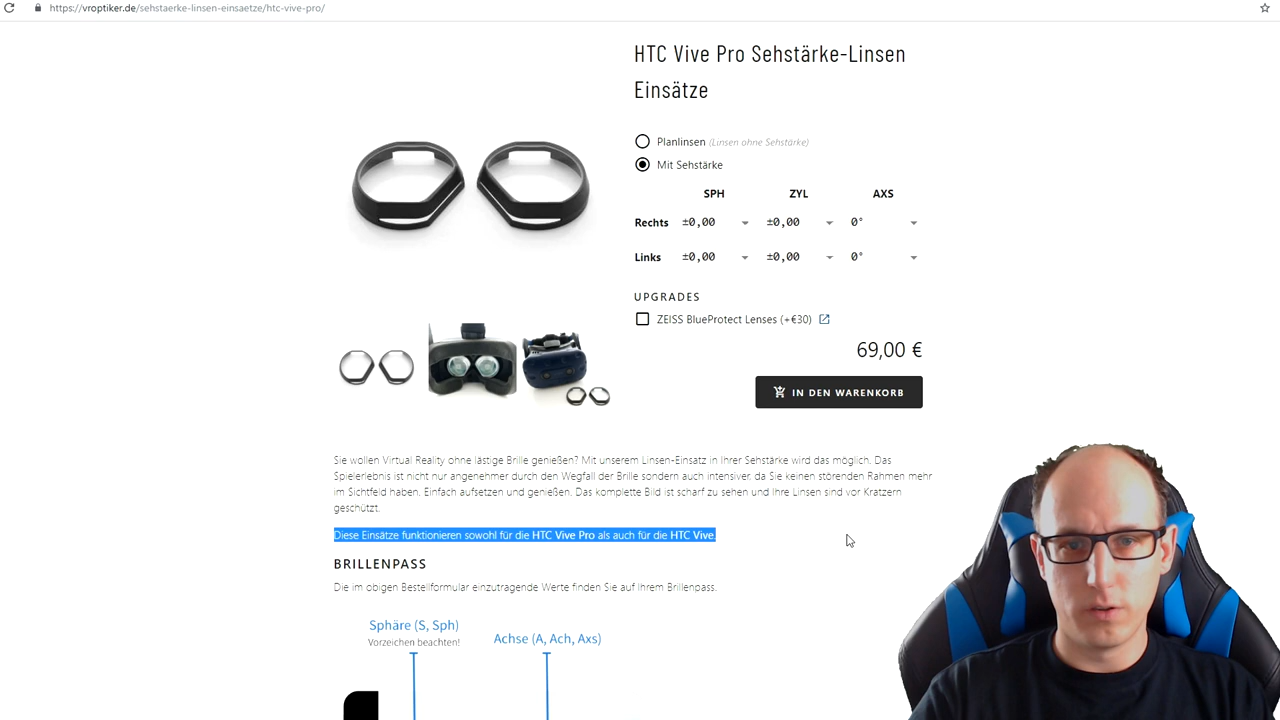 https://vroptiker.de/sehstaerke-linsen-einsaetze/htc-vive-pro/
HTC Vive Pro Sehstärke-Linsen
Einsätze
Planlinsen (Linsen ohne Sehstärke)
Mit Sehstärke
SPH ZYL AXS
Rechts ±0,00 ±0,00 0°
Links ±0,00 ±0,00 0°
UPGRADES
ZEISS BlueProtect Lenses (+€30)
69,00 €
IN DEN WARENKORB
Sie wollen Virtual Reality ohne lästige Brille genießen? Mit unserem Linsen-Einsatz in Ihrer Sehstärke wird das möglich. Das
Spielerlebnis ist nicht nur angenehmer durch den Wegfall der Brille sondern auch intensiver, da Sie keinen störenden Rahmen mehr
im Sichtfeld haben. Einfach aufsetzen und genießen. Das komplette Bild ist scharf zu sehen und Ihre Linsen sind vor Kratzern
geschützt.
Diese Einsätze funktionieren sowohl für die HTC Vive Pro als auch für die HTC Vive.
BRILLENPASS
Die im obigen Bestellformular einzutragende Werte finden Sie auf Ihrem Brillenpass.
Sphäre (S, Sph)
Vorzeichen beachten!
Achse (A, Ach, Axs)